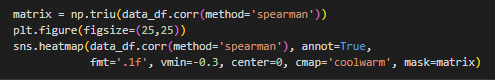 matrix = np.triu(data_df.corr(method='spearman'))
plt.figure(figsize=(25,25))
sns.heatmap(data_df.corr(method='spearman'), annot=True,
fmt='.1f', vmin=-0.3, center=0, cmap='coolwarm', mask=matrix)